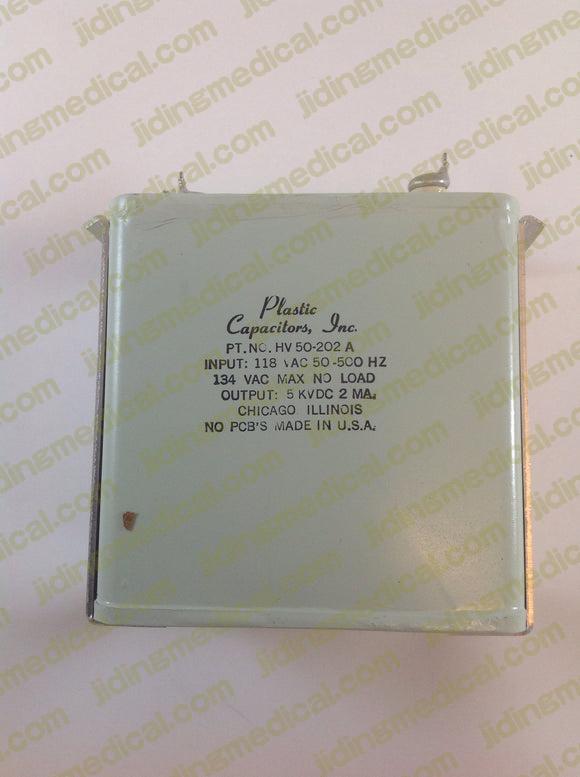 Plastic
Capacitors, Inc.
PT. NO. HV 50-202 A
INPUT: 118 VAC 50-500 HZ
134 VAC MAX NO LOAD
OUTPUT: 5 KVDC 2 MA.
CHICAGO ILLINOIS
NO PCB'S MADE IN U.S.A.
jidingmedical.com